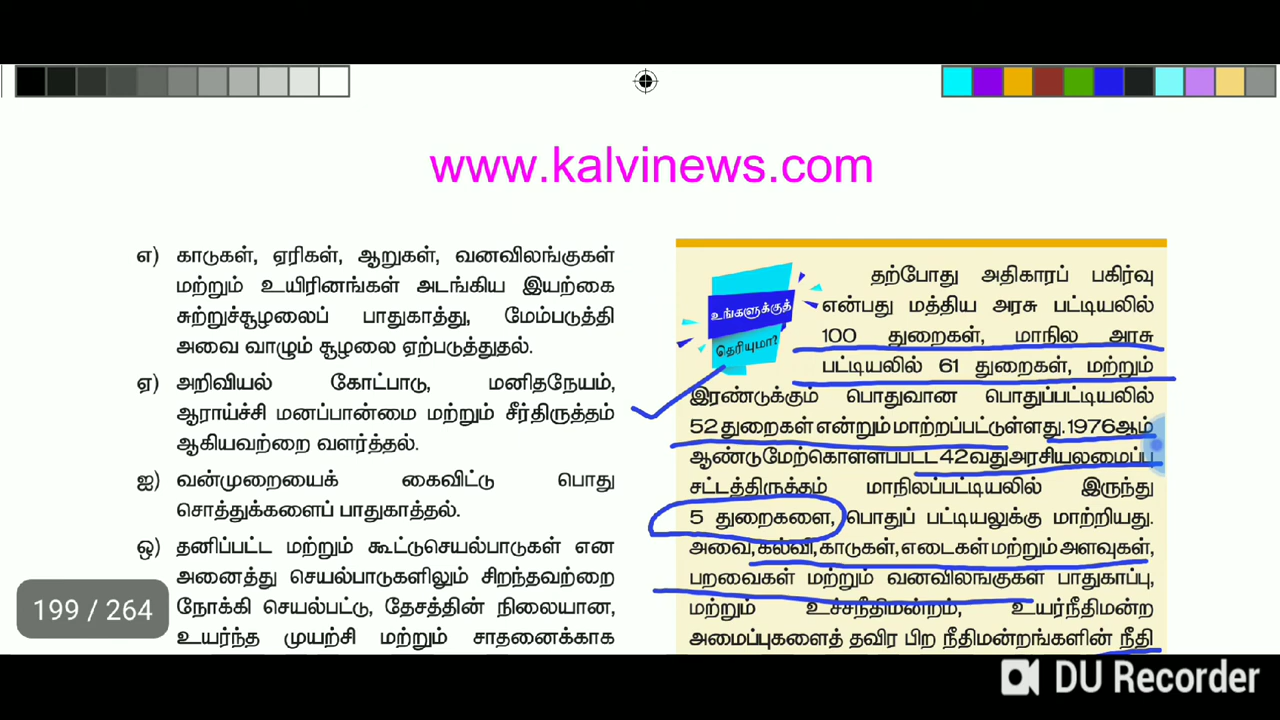 www.kalvinews.com
எ) காடுகள், ஏரிகள், ஆறுகள், வனவிலங்குகள்
மற்றும் உயிரினங்கள் அடங்கிய இயற்கை
சுற்றுச்சூழலைப் பாதுகாத்து, மேம்படுத்தி
அவை வாழும் சூழலை ஏற்படுத்துதல்.
ஏ) அறிவியல் கோட்பாடு, மனிதநேயம்,
ஆராய்ச்சி மனப்பான்மை மற்றும் சீர்திருத்தம்
ஆகியவற்றை வளர்த்தல்.
ஐ) வன்முறையைக் கைவிட்டு பொது
சொத்துக்களைப் பாதுகாத்தல்.
ஒ) தனிப்பட்ட மற்றும் கூட்டுசெயல்பாடுகள் என
அனைத்து செயல்பாடுகளிலும் சிறந்தவற்றை
நோக்கி செயல்பட்டு, தேசத்தின் நிலையான,
உயர்ந்த முயற்சி மற்றும் சாதனைக்காக
உங்களுக்குத்
தெரியுமா?
தற்போது அதிகாரப் பகிர்வு
என்பது மத்திய அரசு பட்டியலில்
100 துறைகள், மாநில அரசு
பட்டியலில் 61 துறைகள், மற்றும்
இரண்டுக்கும் பொதுவான பொதுப்பட்டியலில்
52 துறைகள் என்றும் மாற்றப்பட்டுள்ளது. 1976ஆம்
ஆண்டு மேற்கொள்ளப்பட்ட 42வது அரசியலமைப்பு
சட்டத்திருத்தம் மாநிலப்பட்டியலில் இருந்து
5 துறைகளை, பொதுப் பட்டியலுக்கு மாற்றியது.
அவை, கல்வி, காடுகள், எடைகள் மற்றும் அளவுகள்,
பறவைகள் மற்றும் வனவிலங்குகள் பாதுகாப்பு,
மற்றும் உச்சநீதிமன்றம், உயர்நீதிமன்ற
அமைப்புகளைத் தவிர பிற நீதிமன்றங்களின் நீதி
199 / 264
DU Recorder